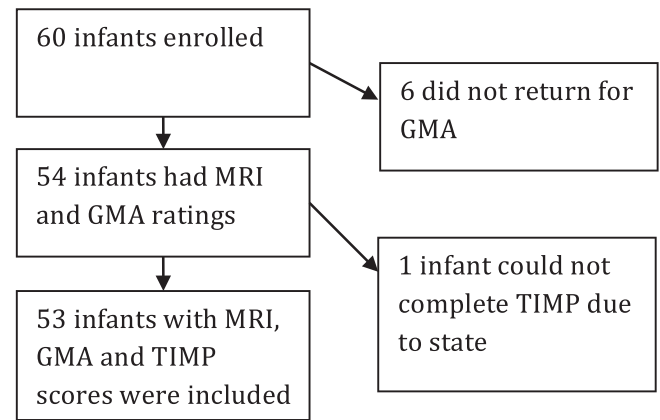 60 infants enrolled
6 did not return for
GMA
54 infants had MRI
and GMA ratings
1 infant could not
complete TIMP due
to state
53 infants with MRI,
GMA and TIMP
scores were included